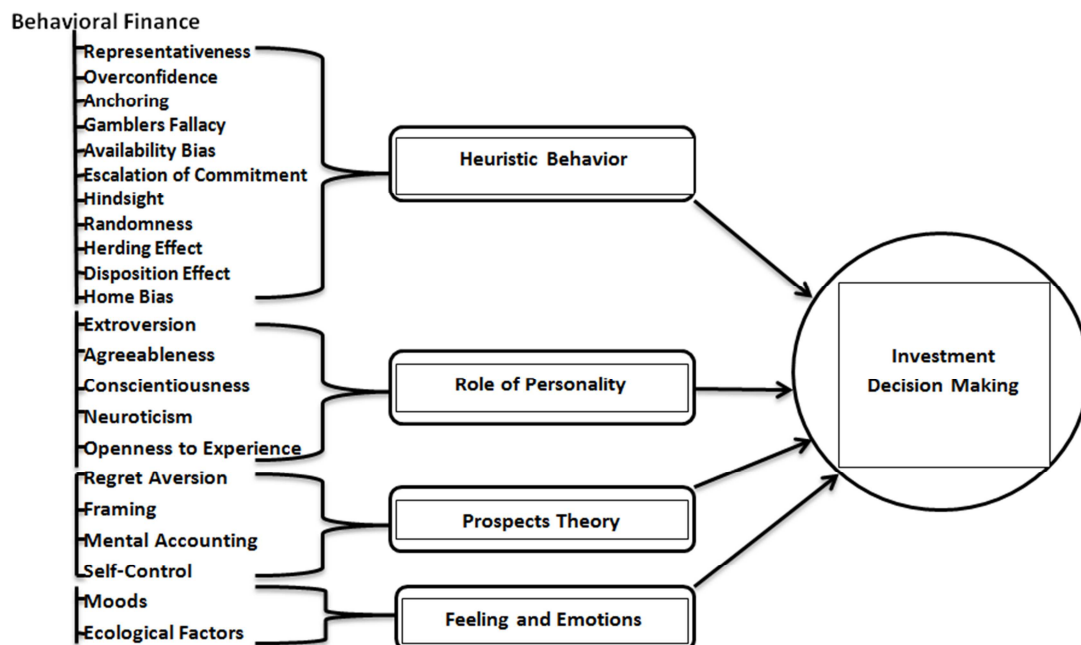 Behavioral Finance
Representativeness
Overconfidence
Anchoring
Gamblers Fallacy
Availability Bias
Escalation of Commitment
Hindsight
Randomness
Herding Effect
Disposition Effect
Home Bias
Heuristic Behavior
Extroversion
Agreeableness
Conscientiousness
Neuroticism
Openness to Experience
Role of Personality
Regret Aversion
Framing
Mental Accounting
Self-Control
Prospects Theory
Moods
Ecological Factors
Feeling and Emotions
Investment
Decision Making